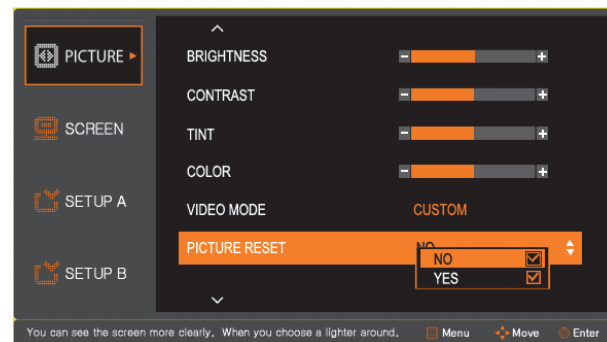 PICTURE
SCREEN
SETUP A
SETUP B
BRIGHTNESS
CONTRAST
TINT
COLOR
VIDEO MODE CUSTOM
PICTURE RESET NO
NO
YES
You can see the screen more clearly. When you choose a lighter around. Menu Move Enter